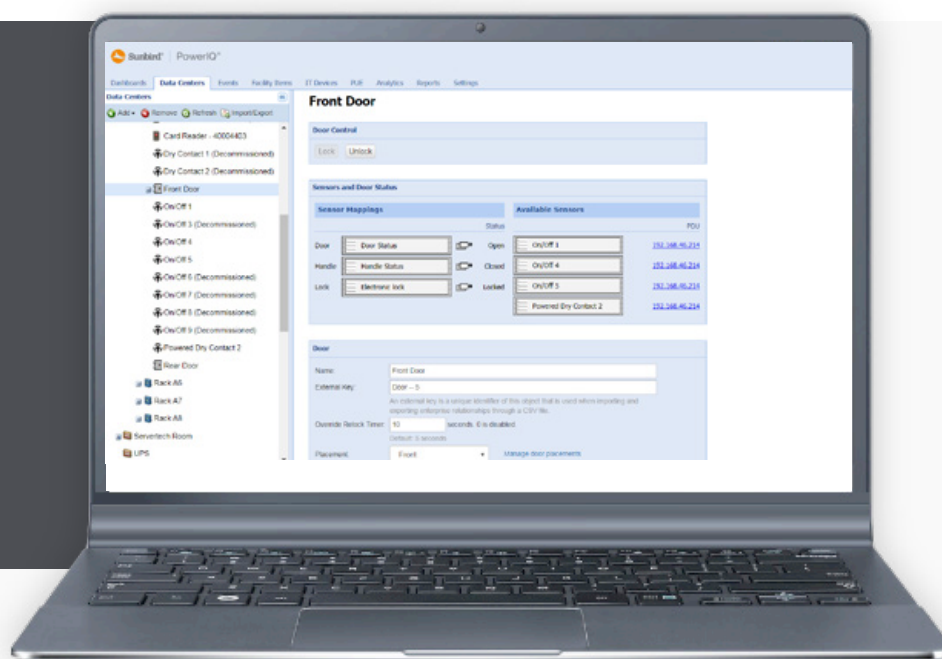 Sunbird® PowerIQ®
Dashboards Data Centers Events Facility Items IT Devices PUE Analytics Reports Settings
Data Centers
Add Remove Refresh Import/Export
Card Reader - 40004403
Dry Contact 1 (Decommissioned)
Dry Contact 2 (Decommissioned)
Front Door
On/Off 1
On/Off 3 (Decommissioned)
On/Off 4
On/Off 5
On/Off 6 (Decommissioned)
On/Off 7 (Decommissioned)
On/Off 8 (Decommissioned)
On/Off 9 (Decommissioned)
Powered Dry Contact 2
Rear Door
Rack A6
Rack A7
Rack A8
Servertech Room
UPS
Front Door
Door Control
Lock Unlock
Sensors and Door Status
Sensor Mappings Available Sensors
Status PDU
Door Door Status Open On/Off 1 192.168.46.214
Handle Handle Status Closed On/Off 4 192.168.46.214
Lock Electronic lock Locked On/Off 5 192.168.46.214
Powered Dry Contact 2 192.168.46.214
Door
Name: Front Door
External Key: Door -- 5
An external key is a unique identifier of this object that is used when importing and
exporting enterprise relationships through a CSV file.
Override Relock Timer: 10 seconds. 0 is disabled.
Default: 5 seconds
Placement: Front Manage door placements